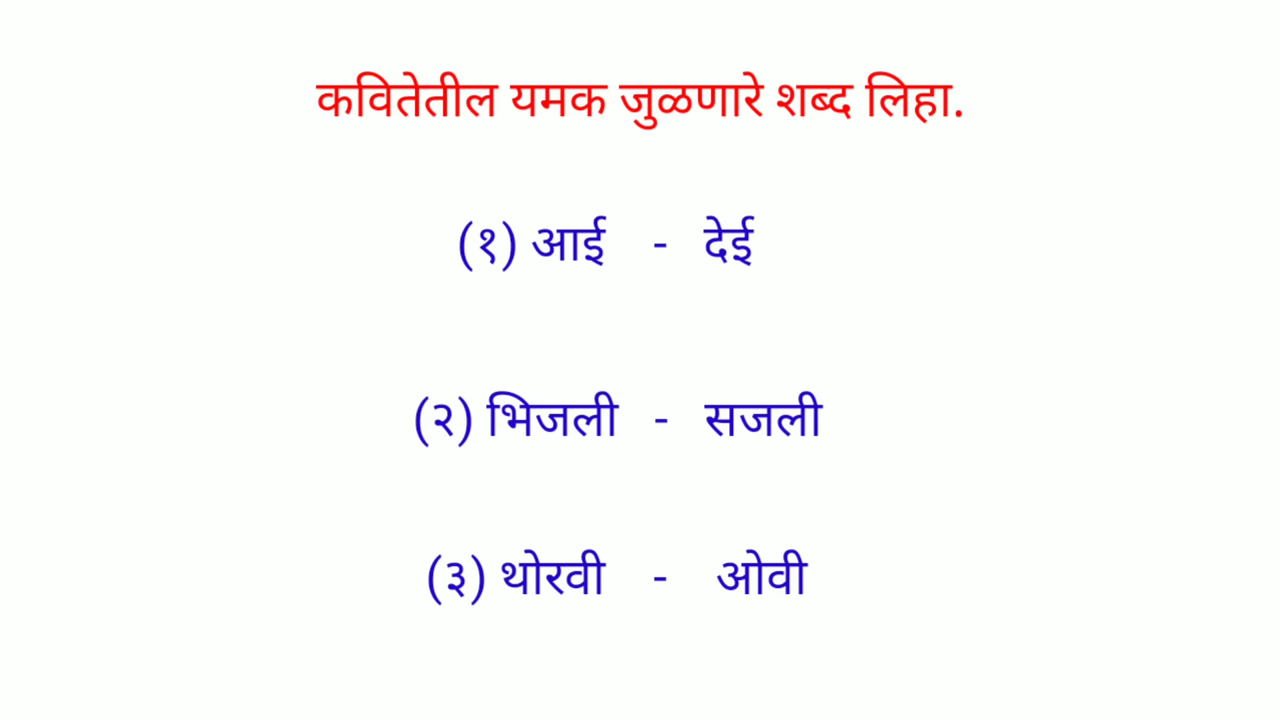 कवितेतील यमक जुळणारे शब्द लिहा.
(१) आई - देई
(२) भिजली - सजली
(३) थोरवी - ओवी